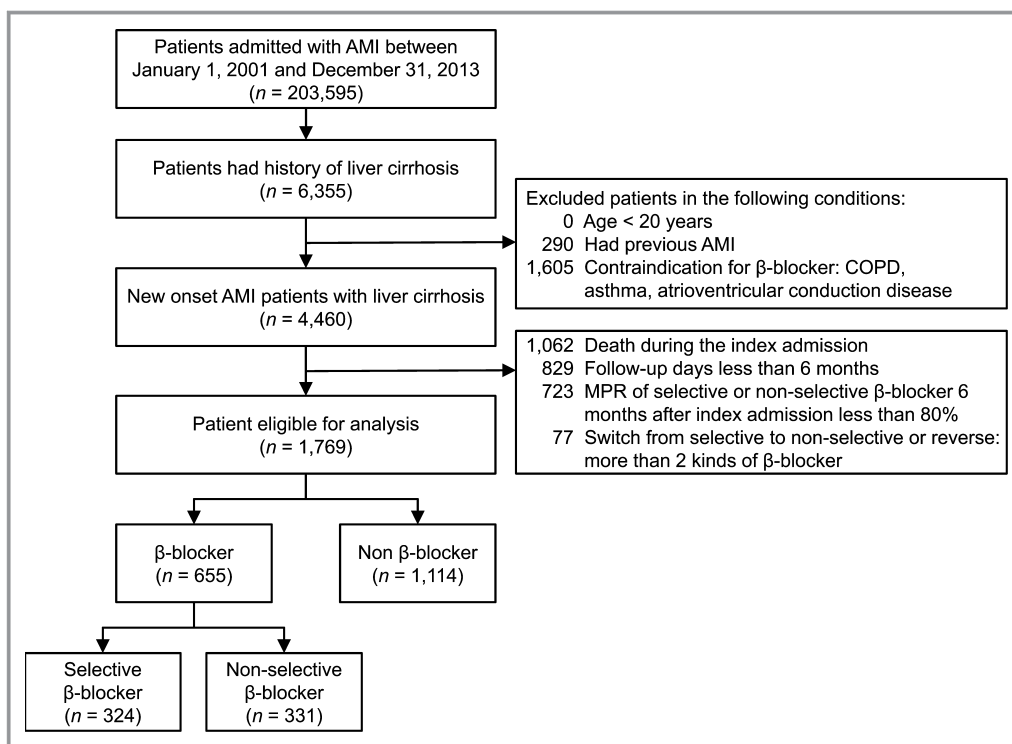 Patients admitted with AMI between
January 1, 2001 and December 31, 2013
(n = 203,595)
Patients had history of liver cirrhosis
(n = 6,355)
Excluded patients in the following conditions:
0 Age < 20 years
290 Had previous AMI
1,605 Contraindication for β-blocker: COPD,
asthma, atrioventricular conduction disease
New onset AMI patients with liver cirrhosis
(n = 4,460)
1,062 Death during the index admission
829 Follow-up days less than 6 months
723 MPR of selective or non-selective β-blocker 6
months after index admission less than 80%
77 Switch from selective to non-selective or reverse:
more than 2 kinds of β-blocker
Patient eligible for analysis
(n = 1,769)
β-blocker
(n = 655)
Non β-blocker
(n = 1,114)
Selective
β-blocker
(n = 324)
Non-selective
β-blocker
(n = 331)